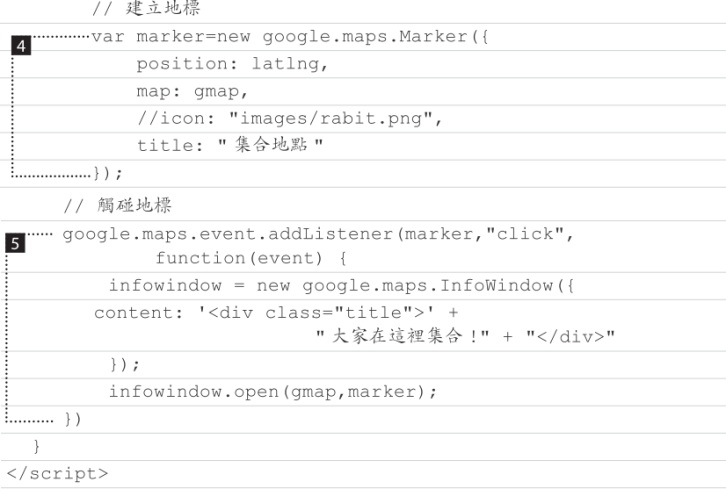 // 建立地標
4 var marker=new google.maps.Marker({
position: latlng,
map: gmap,
//icon: "images/rabit.png",
title: "集合地點"
});
// 觸碰地標
5 google.maps.event.addListener(marker,"click",
function(event) {
infowindow = new google.maps.InfoWindow({
content: '<div class="title">' +
"大家在這裡集合!" + "</div>"
});
infowindow.open(gmap,marker);
})
}
</script>